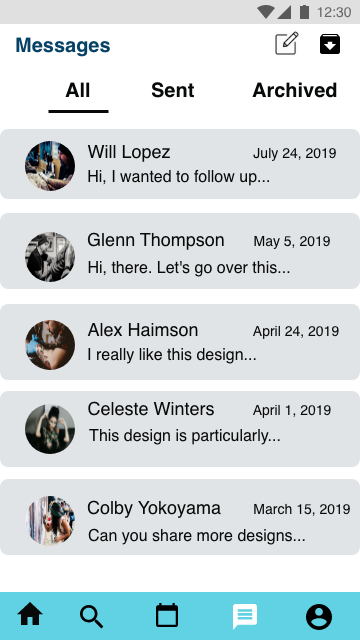 12:30
Messages
All Sent Archived
Will Lopez July 24, 2019
Hi, I wanted to follow up...
Glenn Thompson May 5, 2019
Hi, there. Let's go over this...
Alex Haimson April 24, 2019
I really like this design...
Celeste Winters April 1, 2019
This design is particularly...
Colby Yokoyama March 15, 2019
Can you share more designs...